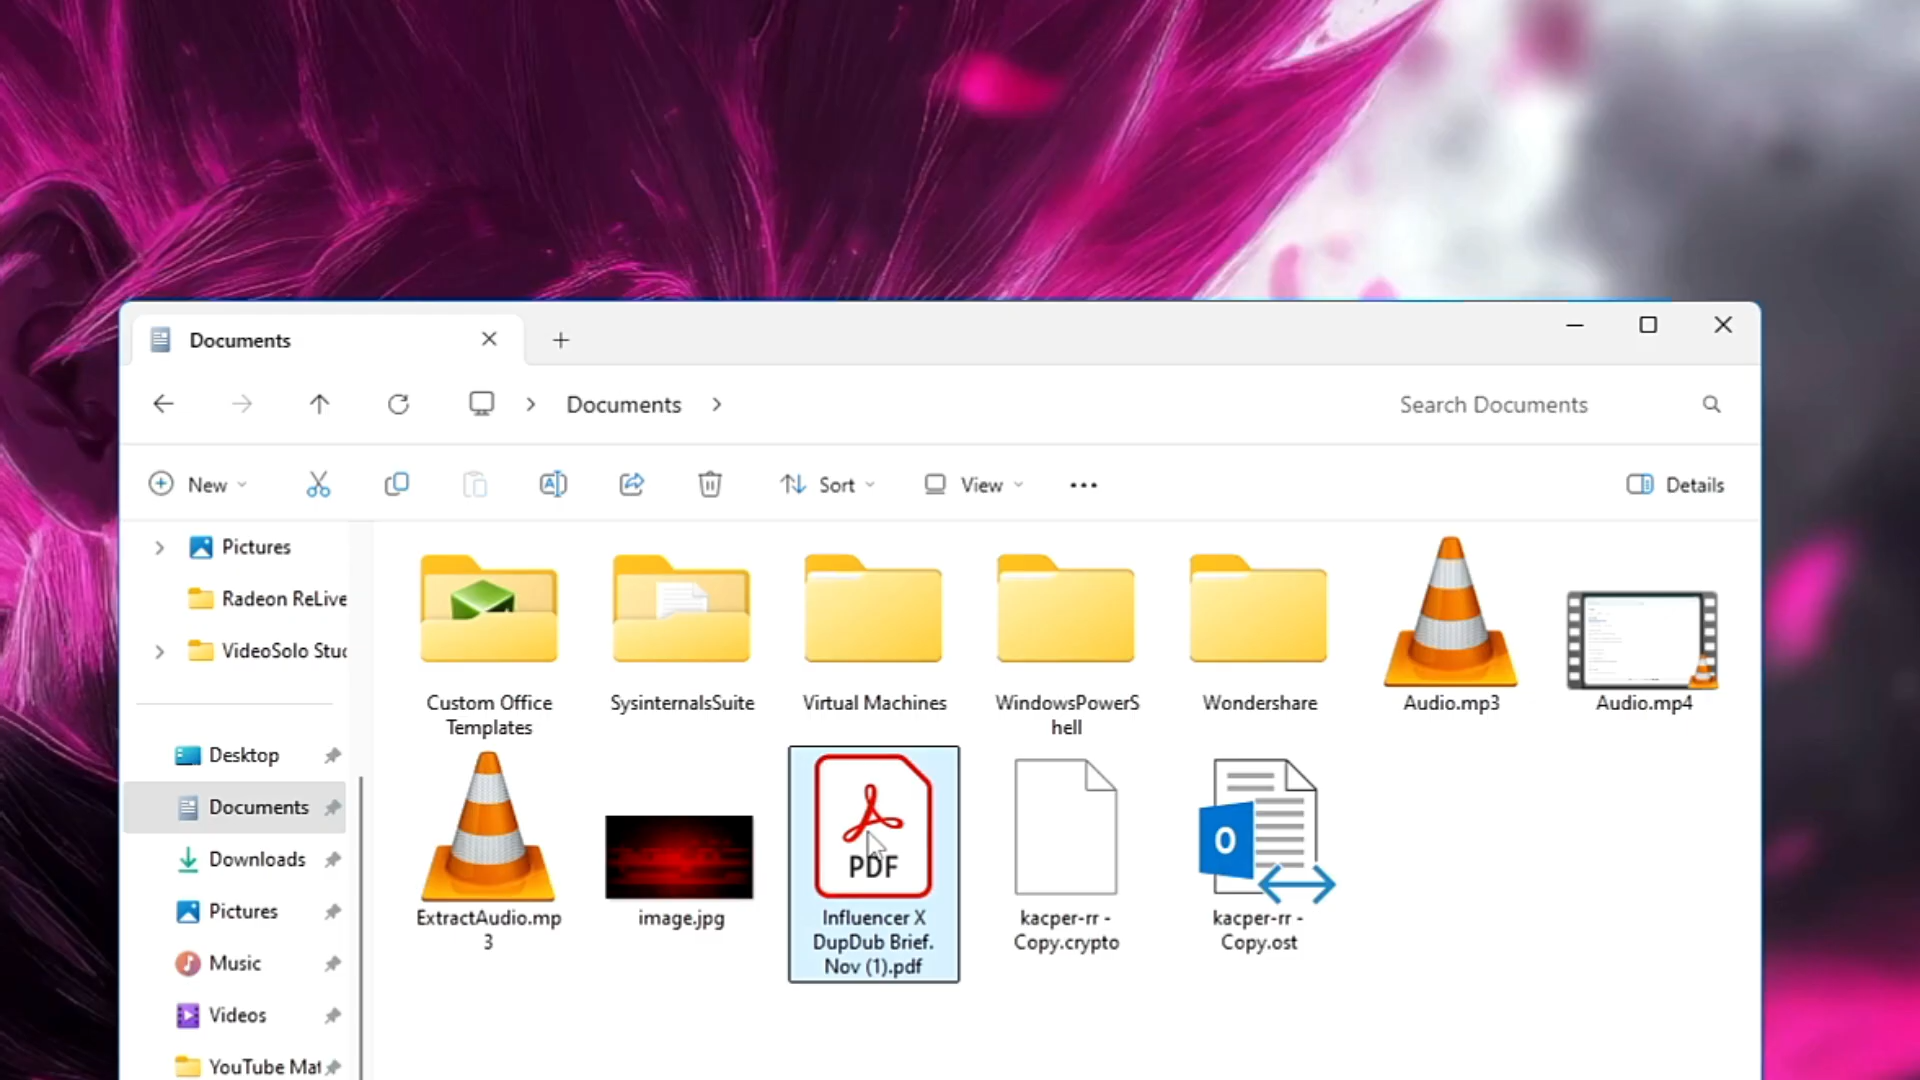 Documents
Documents
Search Documents
New
Sort
View
Details
Pictures
Radeon ReLive
VideoSolo Stuc
Desktop
Documents
Downloads
Pictures
Music
Videos
YouTube Mat
Custom Office
Templates
SysinternalsSuite
Virtual Machines
WindowsPowerS
hell
Wondershare
Audio.mp3
Audio.mp4
ExtractAudio.mp
3
image.jpg
PDF
Influencer X
DupDub Brief.
Nov (1).pdf
kacper-rr -
Copy.crypto
O
kacper-rr -
Copy.ost